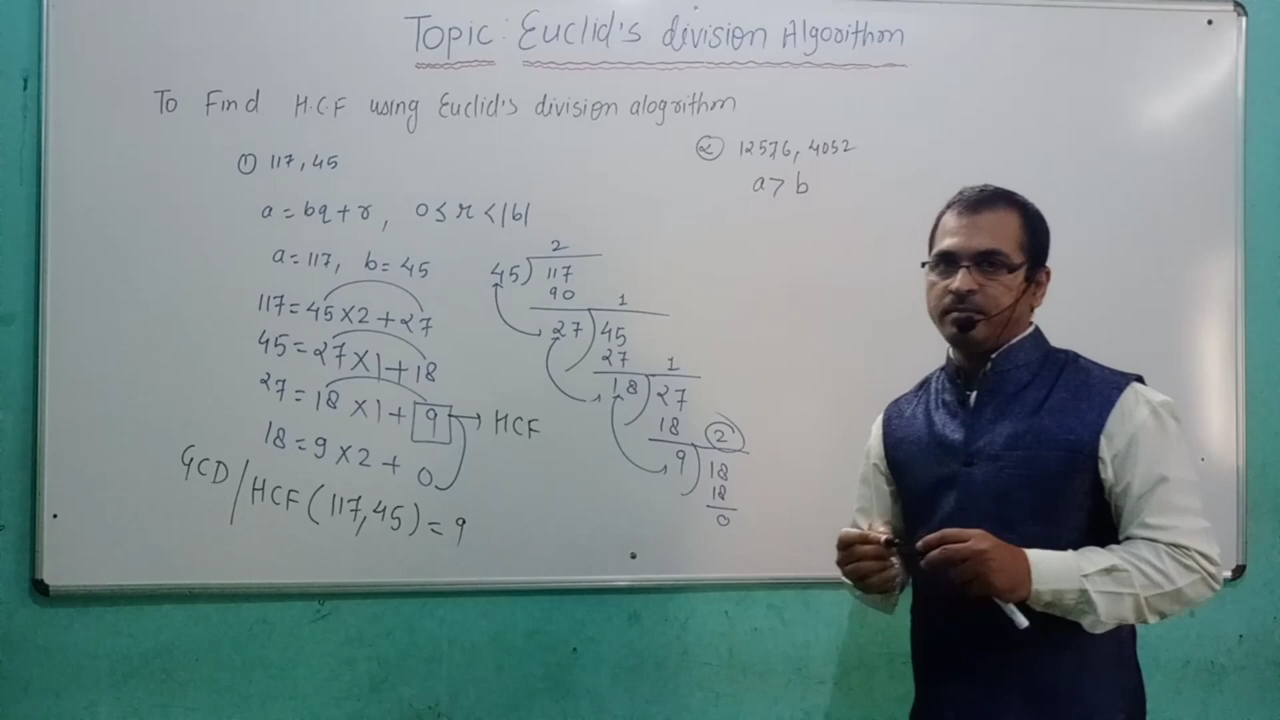 Topic: Euclid's division Algorithm
To Find H.C.F using Euclid's division alogrithm
① 117, 45
a = bq + r, 0 ≤ r < |b|
a = 117, b = 45
117 = 45 × 2 + 27
45 = 27 × 1 + 18
27 = 18 × 1 + 9 → HCF
18 = 9 × 2 + 0
GCD/HCF (117, 45) = 9
2
45) 117
90 1
27) 45
27 1
18) 27
18 2
9) 18
18
0
② 12576, 4052
a > b